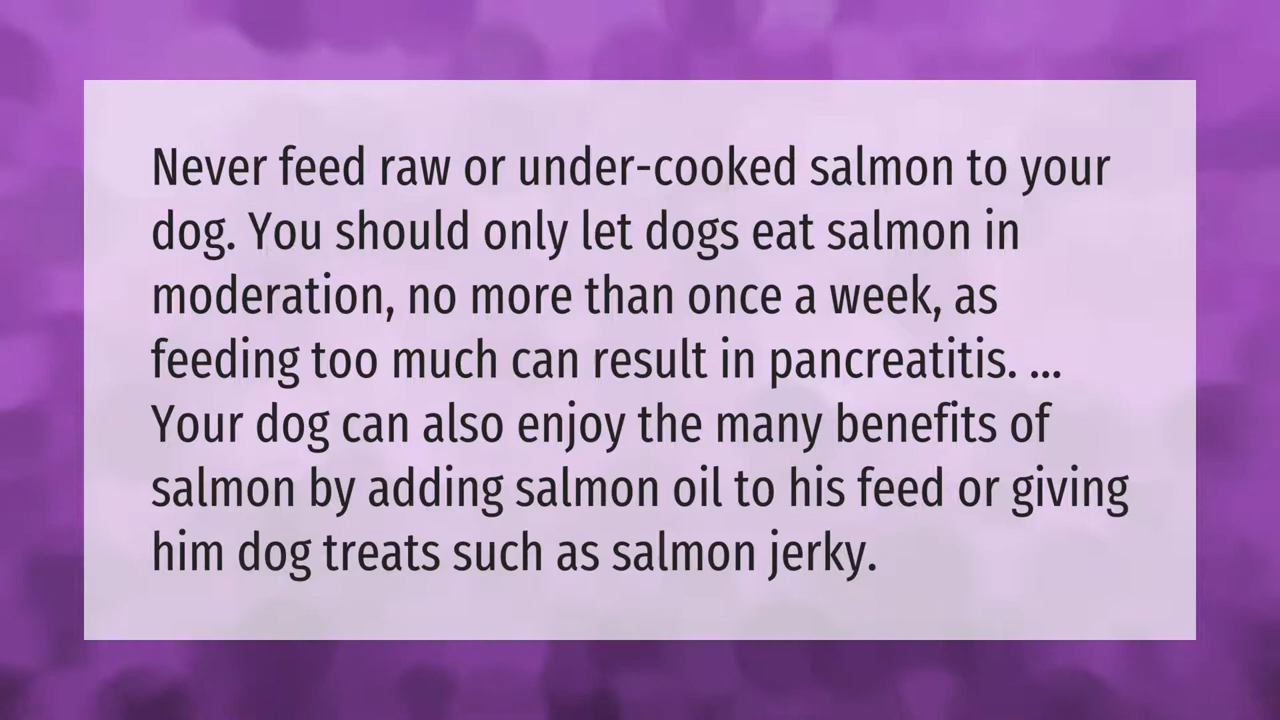 Never feed raw or under-cooked salmon to your
dog. You should only let dogs eat salmon in
moderation, no more than once a week, as
feeding too much can result in pancreatitis. ...
Your dog can also enjoy the many benefits of
salmon by adding salmon oil to his feed or giving
him dog treats such as salmon jerky.